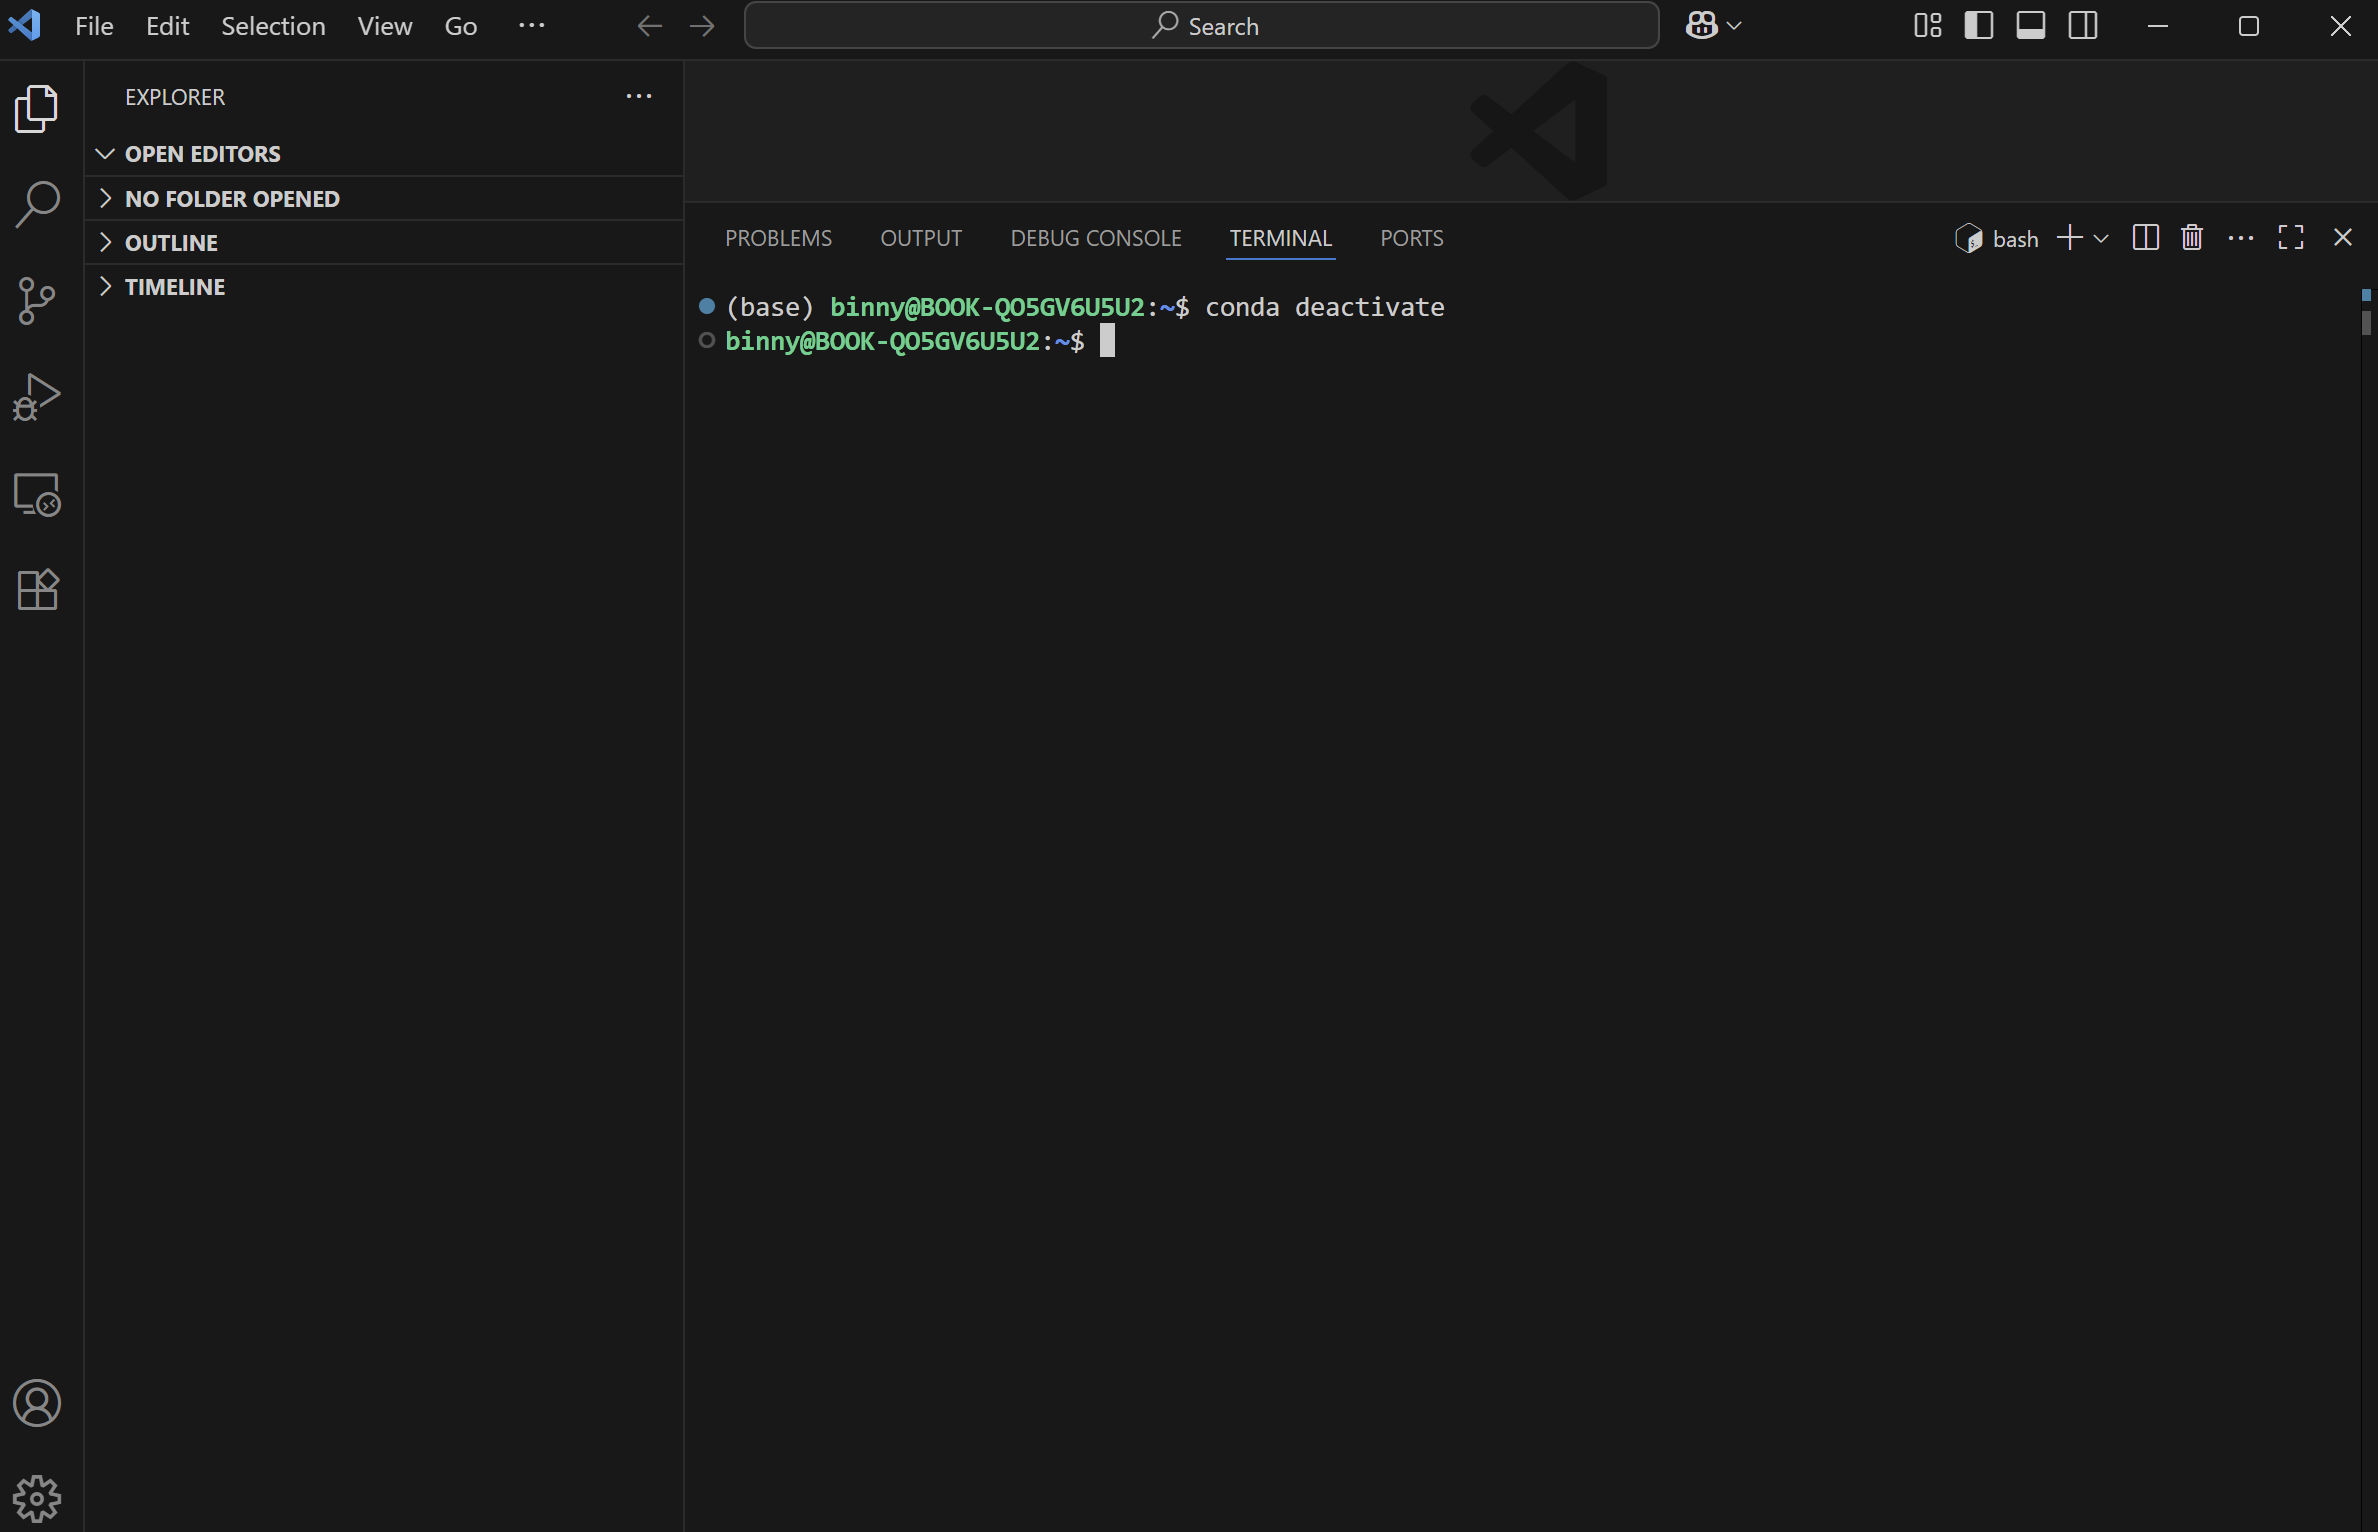 File Edit Selection View Go ··· Search
EXPLORER ···
OPEN EDITORS
NO FOLDER OPENED
OUTLINE
TIMELINE
PROBLEMS OUTPUT DEBUG CONSOLE TERMINAL PORTS bash ···
(base) binny@BOOK-QO5GV6U5U2:~$ conda deactivate
binny@BOOK-QO5GV6U5U2:~$